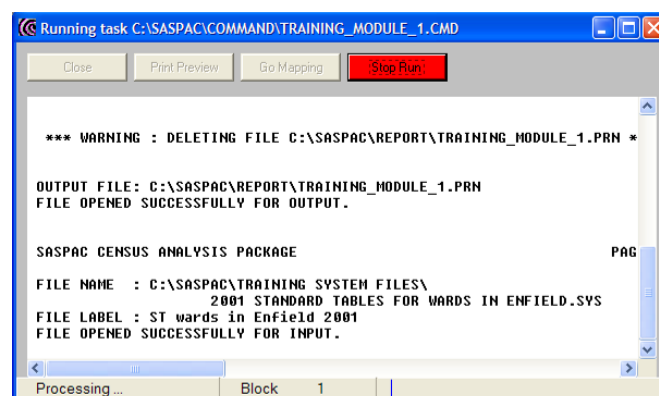 Running task C:\SASPAC\COMMAND\TRAINING_MODULE_1.CMD
Close Print Preview Go Mapping Stop Run
*** WARNING : DELETING FILE C:\SASPAC\REPORT\TRAINING_MODULE_1.PRN *
OUTPUT FILE: C:\SASPAC\REPORT\TRAINING_MODULE_1.PRN
FILE OPENED SUCCESSFULLY FOR OUTPUT.
SASPAC CENSUS ANALYSIS PACKAGE PAG
FILE NAME : C:\SASPAC\TRAINING SYSTEM FILES\
2001 STANDARD TABLES FOR WARDS IN ENFIELD.SYS
FILE LABEL : ST wards in Enfield 2001
FILE OPENED SUCCESSFULLY FOR INPUT.
Processing ... Block 1